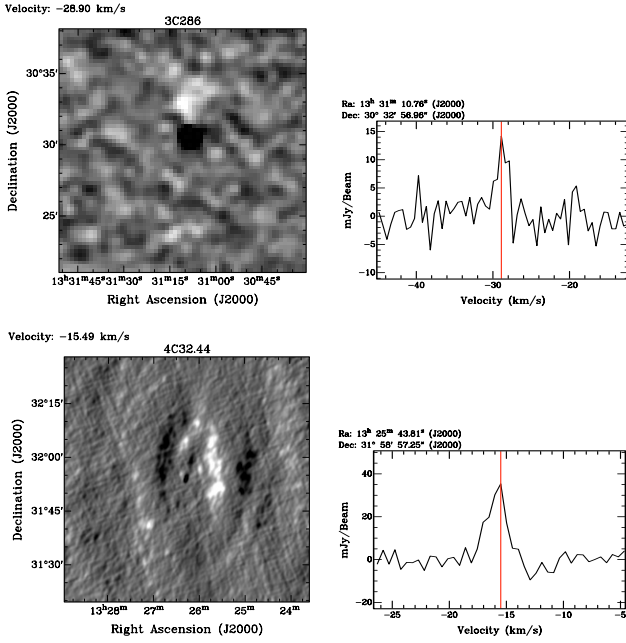 Velocity: −28.90 km/s
3C286
30°35′
30′
25′
Declination (J2000)
13ʰ31ᵐ45ˢ31ᵐ30ˢ 31ᵐ15ˢ 31ᵐ00ˢ 30ᵐ45ˢ
Right Ascension (J2000)
Ra: 13ʰ 31ᵐ 10.76ˢ (J2000)
Dec: 30° 32′ 56.96″ (J2000)
15
10
5
0
−5
−10
mJy/Beam
−40 −30 −20
Velocity (km/s)
Velocity: −15.49 km/s
4C32.44
32°15′
32°00′
31°45′
31°30′
Declination (J2000)
13ʰ28ᵐ 27ᵐ 26ᵐ 25ᵐ 24ᵐ
Right Ascension (J2000)
Ra: 13ʰ 25ᵐ 43.81ˢ (J2000)
Dec: 31° 58′ 57.25″ (J2000)
40
20
0
−20
mJy/Beam
−25 −20 −15 −10 −5
Velocity (km/s)